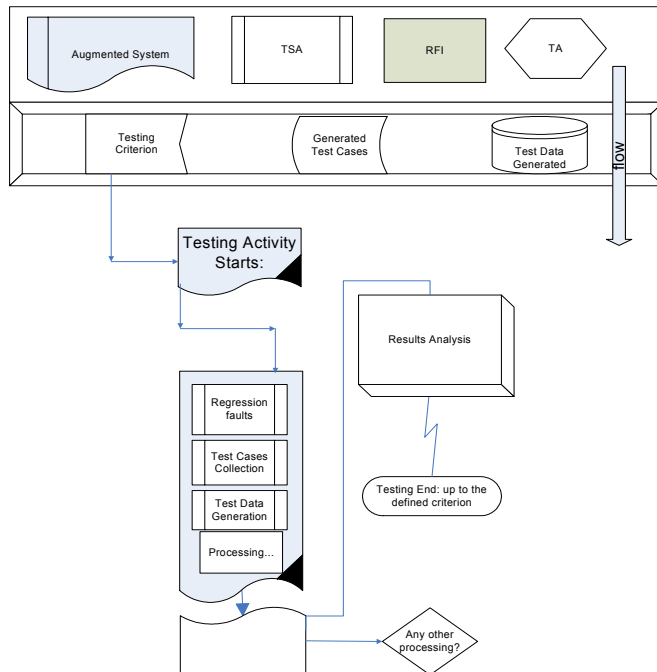 Augmented System
TSA
RFI
TA
Testing
Criterion
Generated
Test Cases
Test Data
Generated
flow
Testing Activity
Starts:
Results Analysis
Regression
faults
Test Cases
Collection
Test Data
Generation
Processing...
Testing End: up to the
defined criterion
Any other
processing?